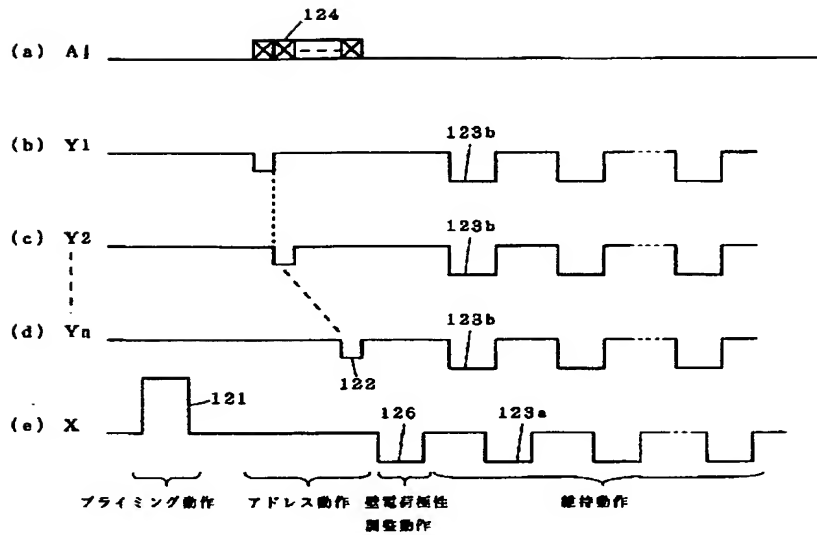 124
(a) Aj
(b) Y1
123b
(c) Y2
123b
(d) Yn
123b
122
121
(e) X
126
123a
プライミング動作
アドレス動作
壁電荷極性
調整動作
維持動作